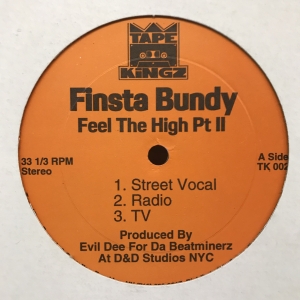 TAPE
KiNGZ
Finsta Bundy
Feel The High Pt II
33 1/3 RPM
Stereo
A Side
TK 002
1. Street Vocal
2. Radio
3. TV
Produced By
Evil Dee For Da Beatminerz
At D&D Studios NYC